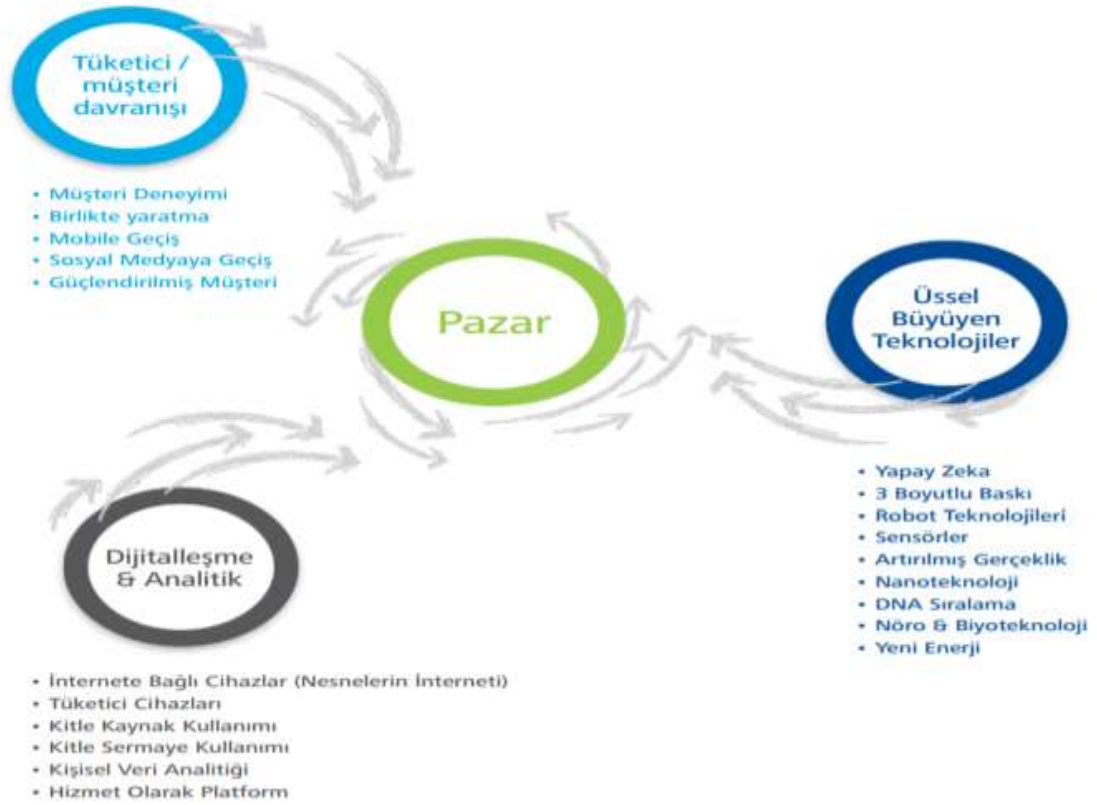 Tüketici /
müşteri
davranışı
• Müşteri Deneyimi
• Birlikte yaratma
• Mobile Geçiş
• Sosyal Medyaya Geçiş
• Güçlendirilmiş Müşteri
Pazar
Üssel
Büyüyen
Teknolojiler
• Yapay Zeka
• 3 Boyutlu Baskı
• Robot Teknolojileri
• Sensörler
• Artırılmış Gerçeklik
• Nanoteknoloji
• DNA Sıralama
• Nöro & Biyoteknoloji
• Yeni Enerji
Dijitalleşme
& Analitik
• İnternete Bağlı Cihazlar (Nesnelerin İnterneti)
• Tüketici Cihazları
• Kitle Kaynak Kullanımı
• Kitle Sermaye Kullanımı
• Kişisel Veri Analitiği
• Hizmet Olarak Platform